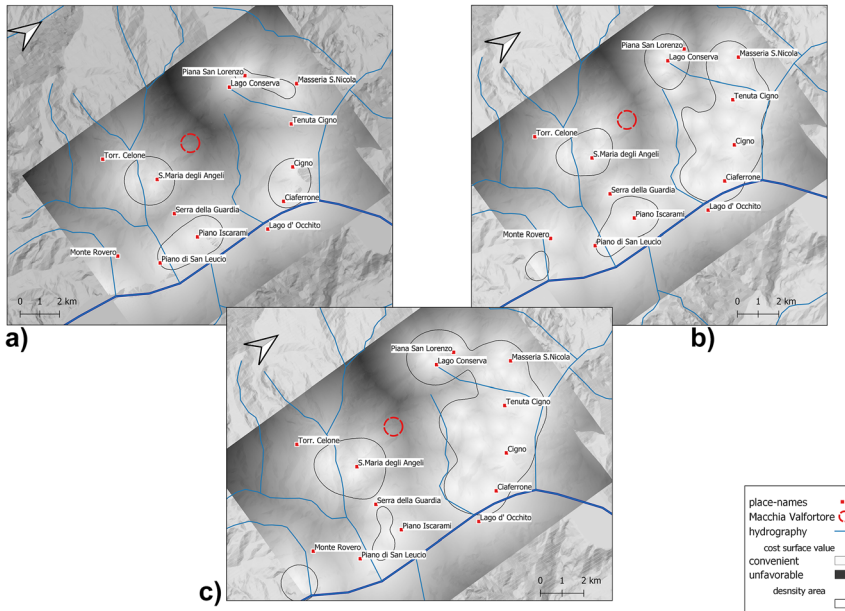 Piana San Lorenzo
Masseria S.Nicola
Lago Conserva
Tenuta Cigno
Torr. Celone
Cigno
S.Maria degli Angeli
Ciaferrone
Serra della Guardia
Lago d' Occhito
Piano Iscarami
Monte Rovero
Piano di San Leucio
0 1 2 km
a)
Piana San Lorenzo
Masseria S.Nicola
Lago Conserva
Tenuta Cigno
Torr. Celone
Cigno
S.Maria degli Angeli
Ciaferrone
Serra della Guardia
Lago d' Occhito
Piano Iscarami
Monte Rovero
Piano di San Leucio
0 1 2 km
b)
Piana San Lorenzo
Masseria S.Nicola
Lago Conserva
Tenuta Cigno
Torr. Celone
Cigno
S.Maria degli Angeli
Ciaferrone
Serra della Guardia
Lago d' Occhito
Piano Iscarami
Monte Rovero
Piano di San Leucio
0 1 2 km
c)
place-names
Macchia Valfortore
hydrography
cost surface value
convenient
unfavorable
desnsity area